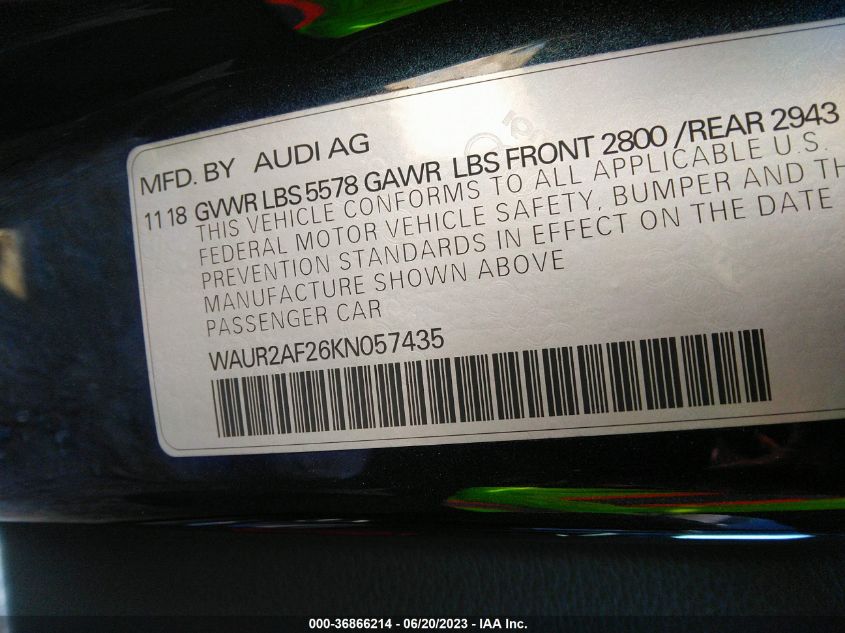 MFD. BY AUDI AG
11 18 GVWR LBS 5578 GAWR LBS FRONT 2800 /REAR 2943
THIS VEHICLE CONFORMS TO ALL APPLICABLE U.S.
FEDERAL MOTOR VEHICLE SAFETY, BUMPER AND TH
PREVENTION STANDARDS IN EFFECT ON THE DATE
MANUFACTURE SHOWN ABOVE
PASSENGER CAR
WAUR2AF26KN057435
000-36866214 - 06/20/2023 - IAA Inc.